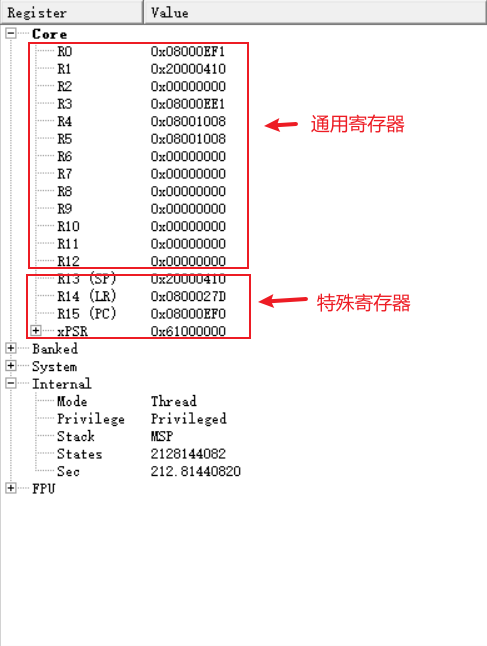 Register Value
Core
R0 0x08000EF1
R1 0x20000410
R2 0x00000000
R3 0x08000EE1
R4 0x08001008
R5 0x08001008
R6 0x00000000
R7 0x00000000
R8 0x00000000
R9 0x00000000
R10 0x00000000
R11 0x00000000
R12 0x00000000
通用寄存器
R13 (SP) 0x20000410
R14 (LR) 0x0800027D
R15 (PC) 0x08000EF0
xPSR 0x61000000
特殊寄存器
Banked
System
Internal
Mode Thread
Privilege Privileged
Stack MSP
States 2128144082
Sec 212.81440820
FPU